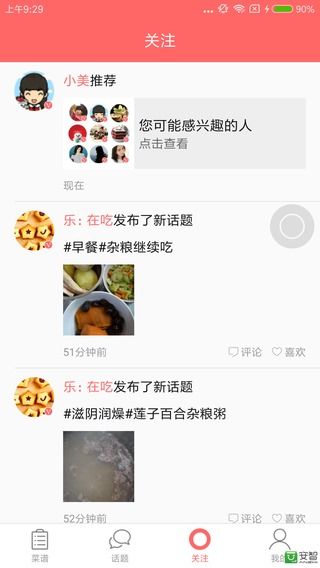 上午9:29
90%
关注
小美推荐
您可能感兴趣的人
点击查看
现在
乐：在吃发布了新话题
#早餐#杂粮继续吃
51分钟前
评论
喜欢
乐：在吃发布了新话题
#滋阴润燥#莲子百合杂粮粥
52分钟前
评论
喜欢
菜谱
话题
关注
我的
安智